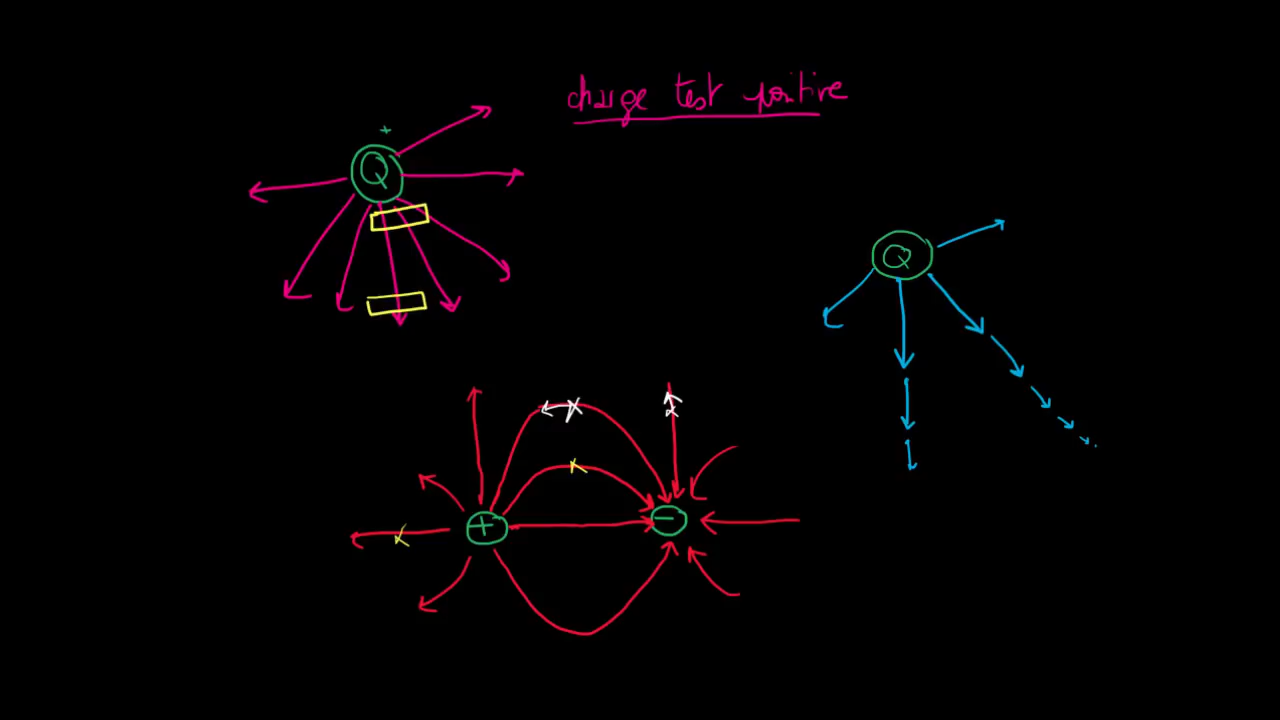 charge test positive
+
Q
Q
+
−